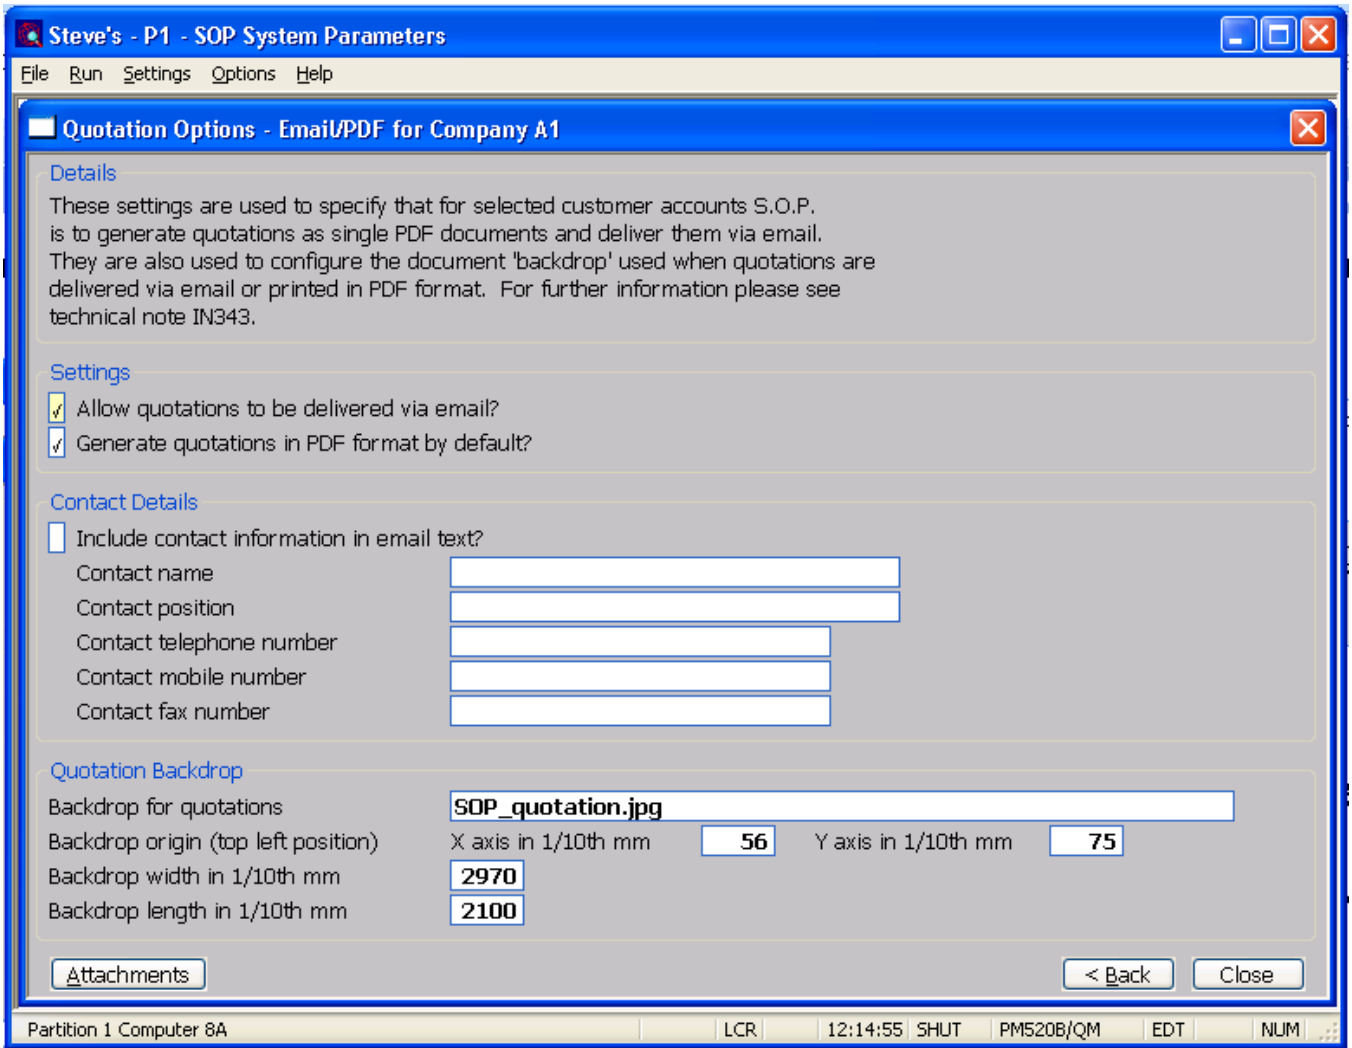 Steve's - P1 - SOP System Parameters
File Run Settings Options Help
Quotation Options - Email/PDF for Company A1
Details
These settings are used to specify that for selected customer accounts S.O.P.
is to generate quotations as single PDF documents and deliver them via email.
They are also used to configure the document 'backdrop' used when quotations are
delivered via email or printed in PDF format. For further information please see
technical note IN343.
Settings
Allow quotations to be delivered via email?
Generate quotations in PDF format by default?
Contact Details
Include contact information in email text?
Contact name
Contact position
Contact telephone number
Contact mobile number
Contact fax number
Quotation Backdrop
Backdrop for quotations SOP_quotation.jpg
Backdrop origin (top left position) X axis in 1/10th mm 56 Y axis in 1/10th mm 75
Backdrop width in 1/10th mm 2970
Backdrop length in 1/10th mm 2100
Attachments < Back Close
Partition 1 Computer 8A LCR 12:14:55 SHUT PM520B/QM EDT NUM